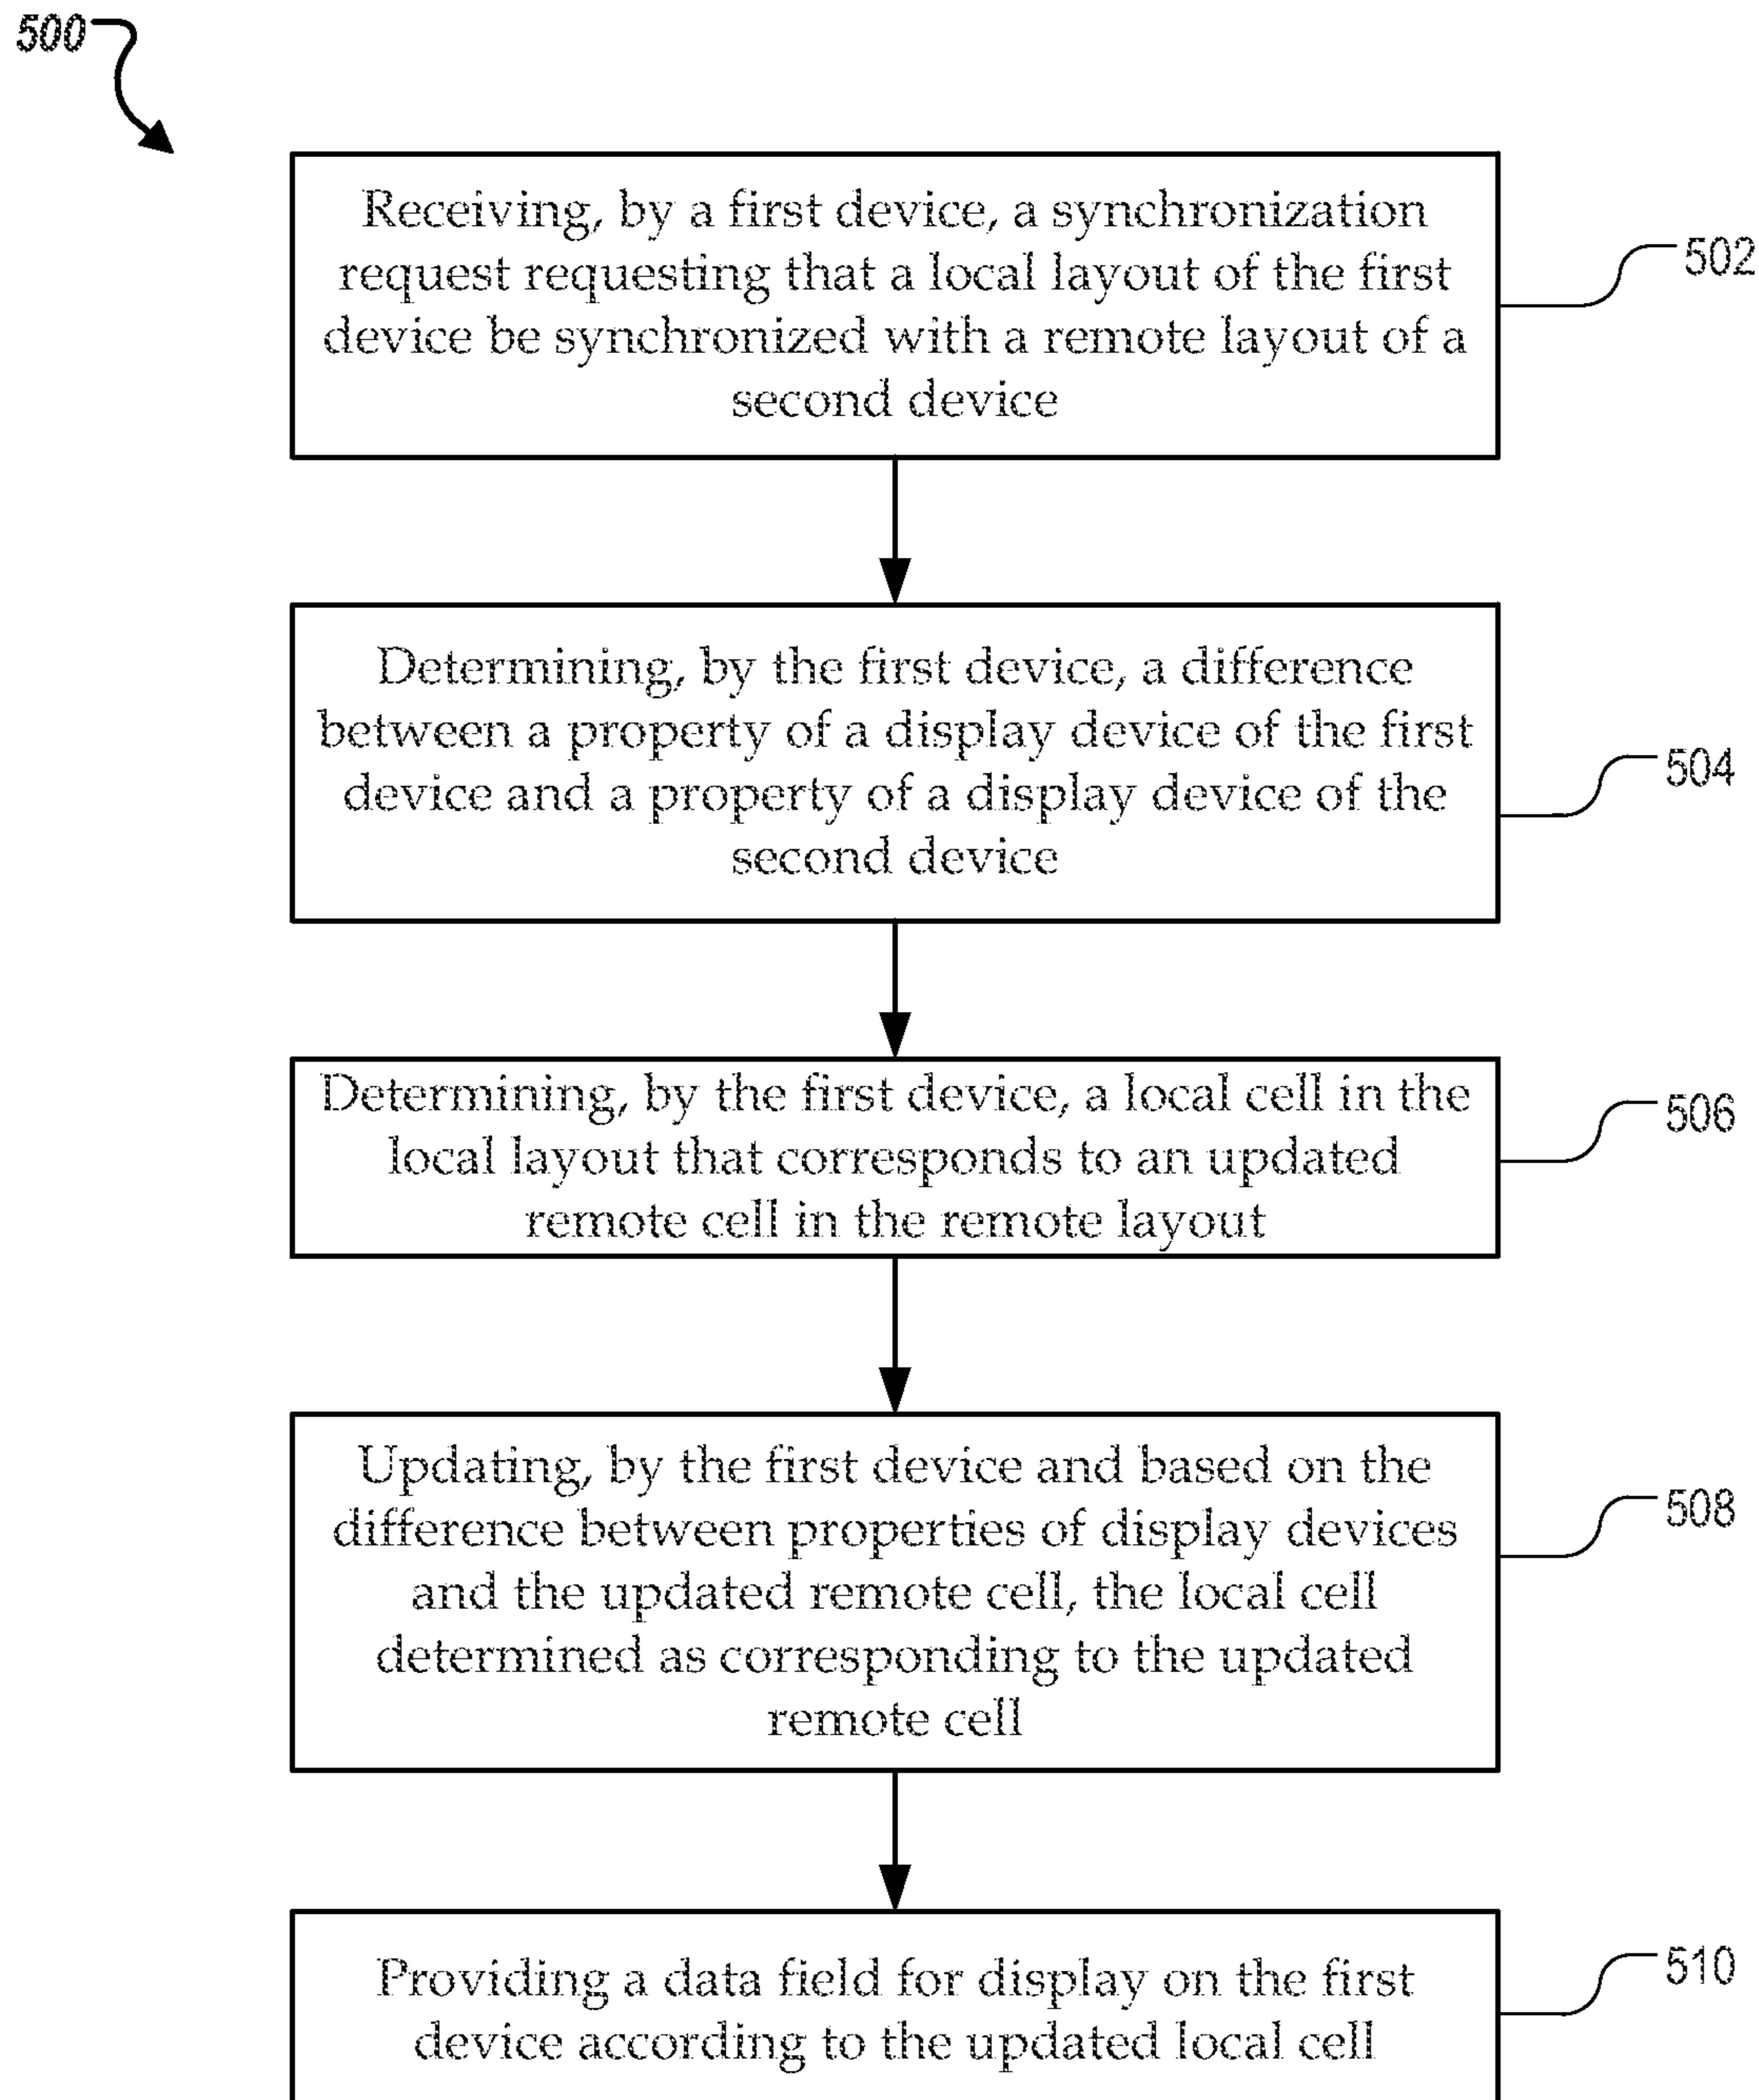 500
Receiving, by a first device, a synchronization
request requesting that a local layout of the first
device be synchronized with a remote layout of a
second device
502
Determining, by the first device, a difference
between a property of a display device of the first
device and a property of a display device of the
second device
504
Determining, by the first device, a local cell in the
local layout that corresponds to an updated
remote cell in the remote layout
506
Updating, by the first device and based on the
difference between properties of display devices
and the updated remote cell, the local cell
determined as corresponding to the updated
remote cell
508
Providing a data field for display on the first
device according to the updated local cell
510